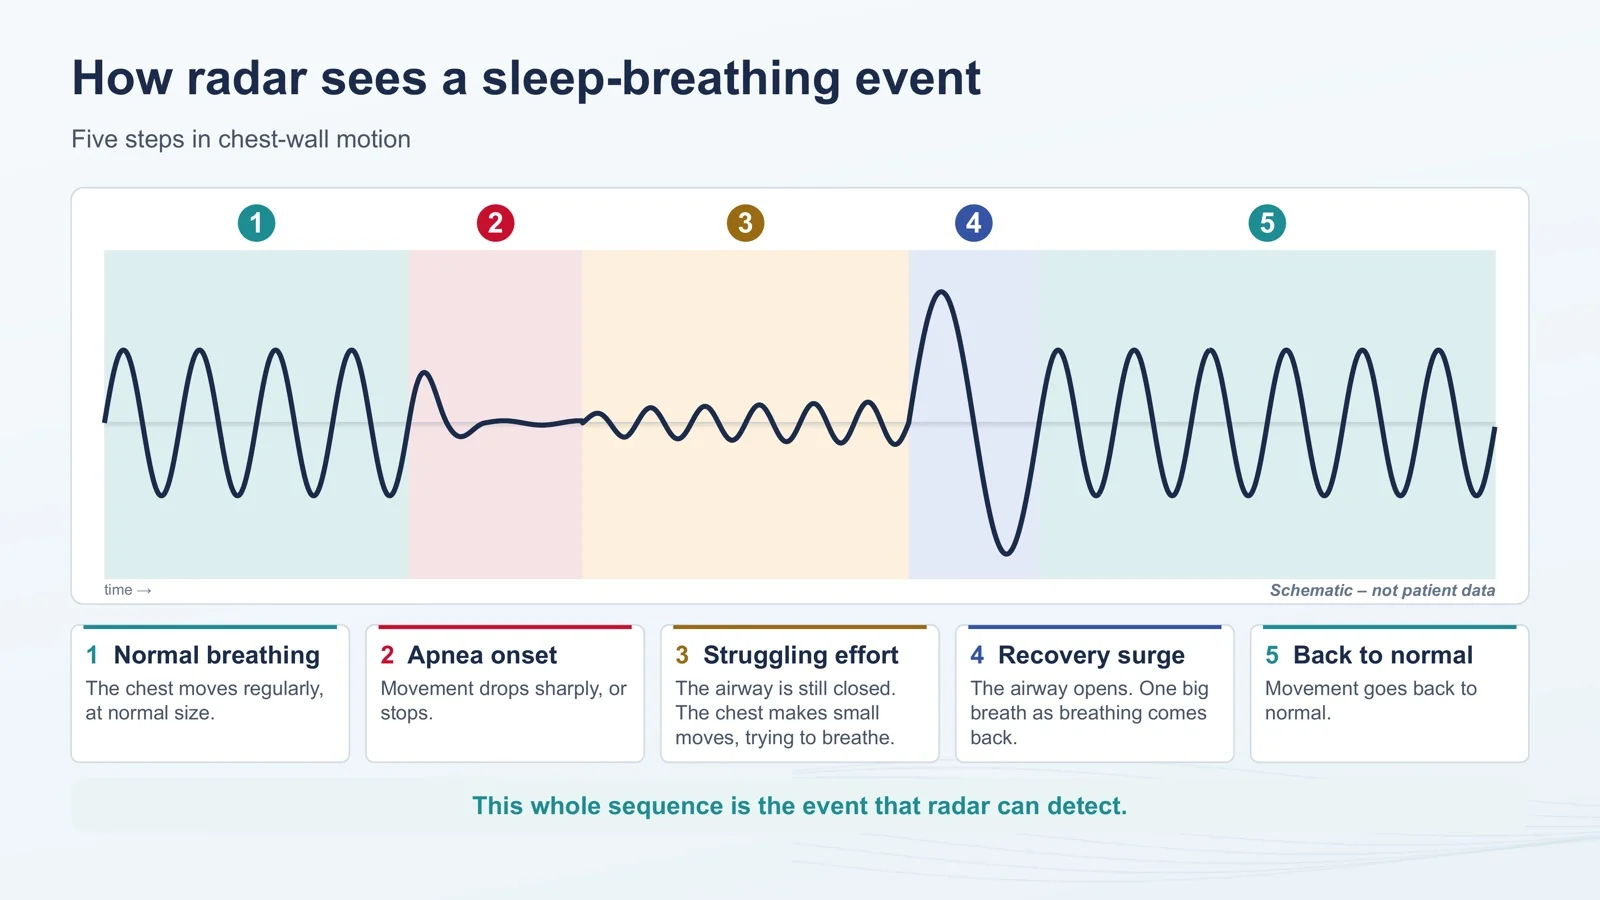 How radar sees a sleep-breathing event
Five steps in chest-wall motion
1 2 3 4 5
time →
Schematic – not patient data
1 Normal breathing
The chest moves regularly,
at normal size.
2 Apnea onset
Movement drops sharply, or
stops.
3 Struggling effort
The airway is still closed.
The chest makes small
moves, trying to breathe.
4 Recovery surge
The airway opens. One big
breath as breathing comes
back.
5 Back to normal
Movement goes back to
normal.
This whole sequence is the event that radar can detect.